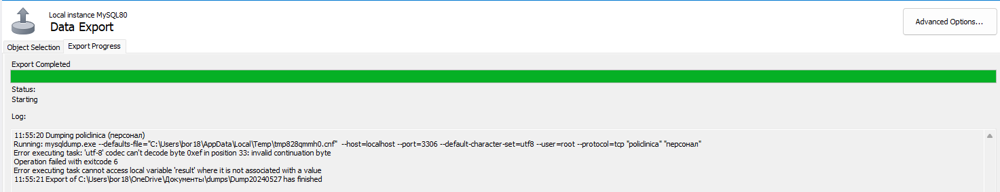 Local instance MySQL80
Data Export
Advanced Options...
Object Selection
Export Progress
Export Completed
Status:
Starting
Log:
11:55:20 Dumping policlinica (персонал)
Running: mysqldump.exe --defaults-file="C:\Users\bor18\AppData\Local\Temp\tmp828qmmh0.cnf"  --host=localhost --port=3306 --default-character-set=utf8 --user=root --protocol=tcp "policlinica" "персонал"
Error executing task: 'utf-8' codec can't decode byte 0xef in position 33: invalid continuation byte
Operation failed with exitcode 6
Error executing task cannot access local variable 'result' where it is not associated with a value
11:55:21 Export of C:\Users\bor18\OneDrive\Документы\dumps\Dump20240527 has finished